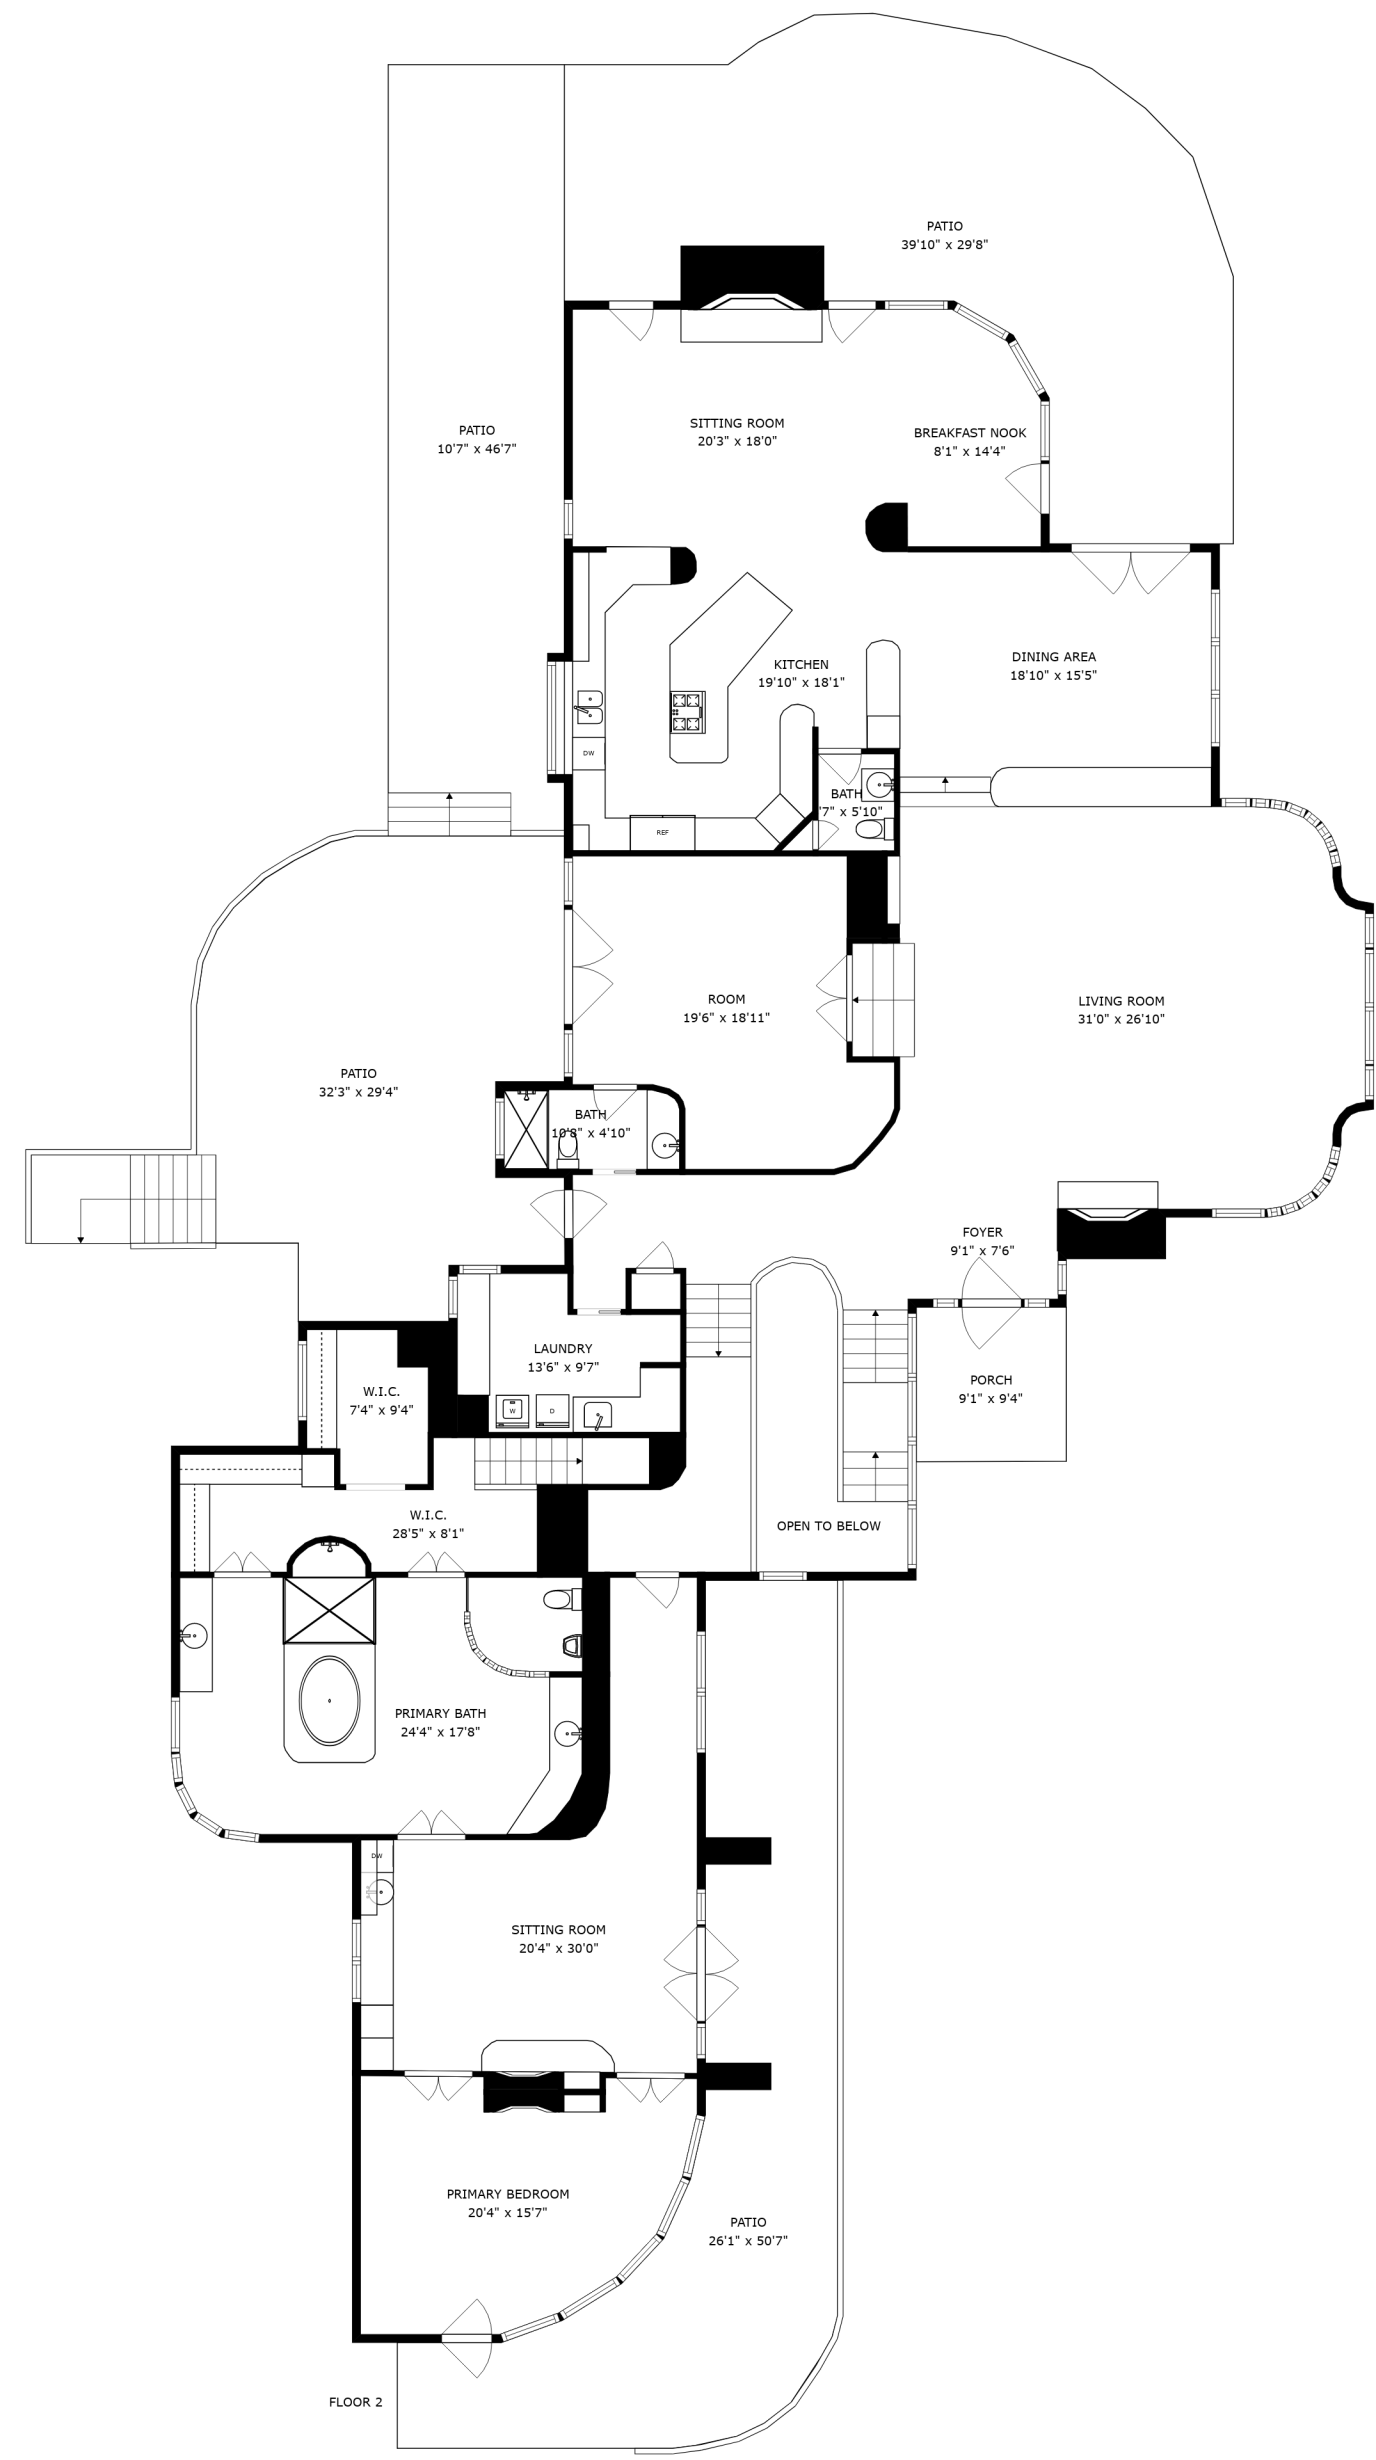 PATIO
39'10" x 29'8"
PATIO
10'7" x 46'7"
SITTING ROOM
20'3" x 18'0"
BREAKFAST NOOK
8'1" x 14'4"
KITCHEN
19'10" x 18'1"
DINING AREA
18'10" x 15'5"
DW
BATH
'7" x 5'10"
REF
ROOM
19'6" x 18'11"
LIVING ROOM
31'0" x 26'10"
PATIO
32'3" x 29'4"
BATH
10'8" x 4'10"
FOYER
9'1" x 7'6"
LAUNDRY
13'6" x 9'7"
W.I.C.
7'4" x 9'4"
PORCH
9'1" x 9'4"
W
D
W.I.C.
28'5" x 8'1"
OPEN TO BELOW
PRIMARY BATH
24'4" x 17'8"
DW
SITTING ROOM
20'4" x 30'0"
PRIMARY BEDROOM
20'4" x 15'7"
PATIO
26'1" x 50'7"
FLOOR 2